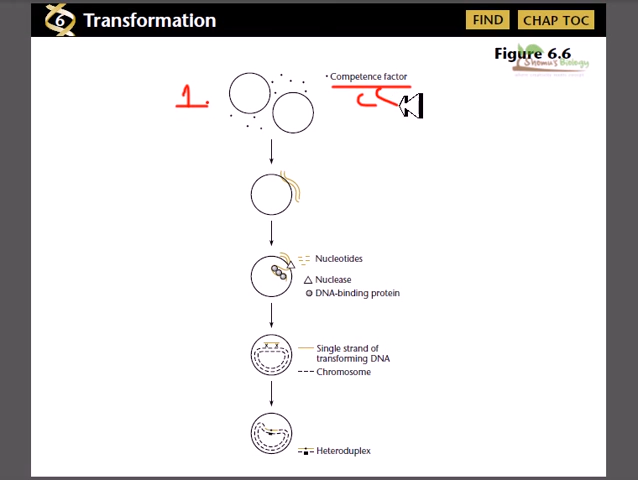 6 Transformation
FIND
CHAP TOC
Figure 6.6
Shomu's Biology
1.
• Competence factor
Nucleotides
Nuclease
DNA-binding protein
Single strand of
transforming DNA
Chromosome
x x
Heteroduplex